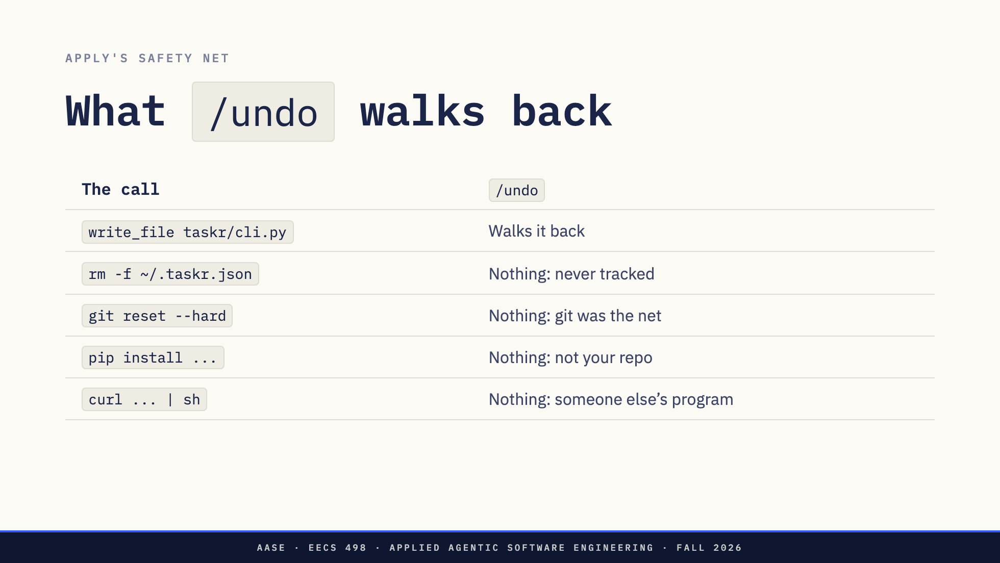 APPLY'S SAFETY NET
What /undo walks back
The call /undo
write_file taskr/cli.py Walks it back
rm -f ~/.taskr.json Nothing: never tracked
git reset --hard Nothing: git was the net
pip install ... Nothing: not your repo
curl ... | sh Nothing: someone else’s program
AASE · EECS 498 · APPLIED AGENTIC SOFTWARE ENGINEERING · FALL 2026